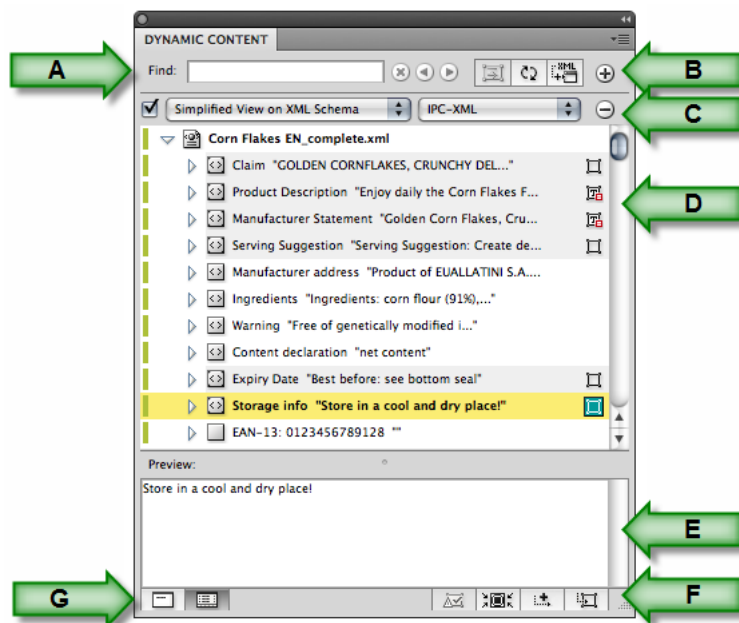 DYNAMIC CONTENT
A
Find:
XML
B
Simplified View on XML Schema
IPC-XML
C
Corn Flakes EN_complete.xml
Claim "GOLDEN CORNFLAKES, CRUNCHY DEL..."
Product Description "Enjoy daily the Corn Flakes F...
D
Manufacturer Statement "Golden Corn Flakes, Cru...
Serving Suggestion "Serving Suggestion: Create de...
Manufacturer address "Product of EUALLATINI S.A....
Ingredients "Ingredients: corn flour (91%),..."
Warning "Free of genetically modified i..."
Content declaration "net content"
Expiry Date "Best before: see bottom seal"
Storage info "Store in a cool and dry place!"
EAN-13: 0123456789128 ""
Preview:
Store in a cool and dry place!
E
G
F